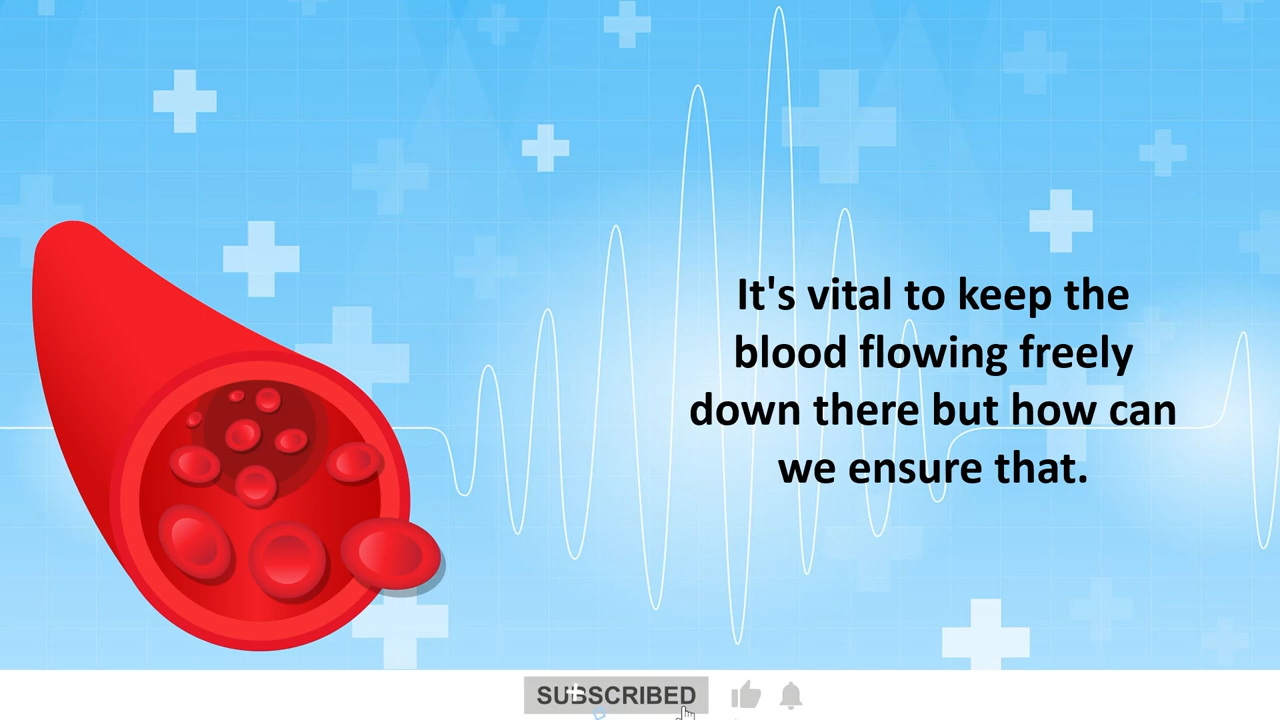 It's vital to keep the
blood flowing freely
down there but how can
we ensure that.
SUBSCRIBED